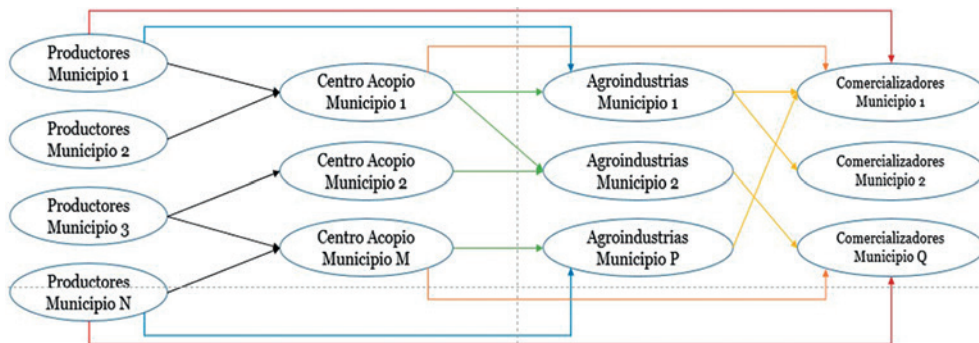 Productores
Municipio 1
Productores
Municipio 2
Productores
Municipio 3
Productores
Municipio N
Centro Acopio
Municipio 1
Centro Acopio
Municipio 2
Centro Acopio
Municipio M
Agroindustrias
Municipio 1
Agroindustrias
Municipio 2
Agroindustrias
Municipio P
Comercializadores
Municipio 1
Comercializadores
Municipio 2
Comercializadores
Municipio Q